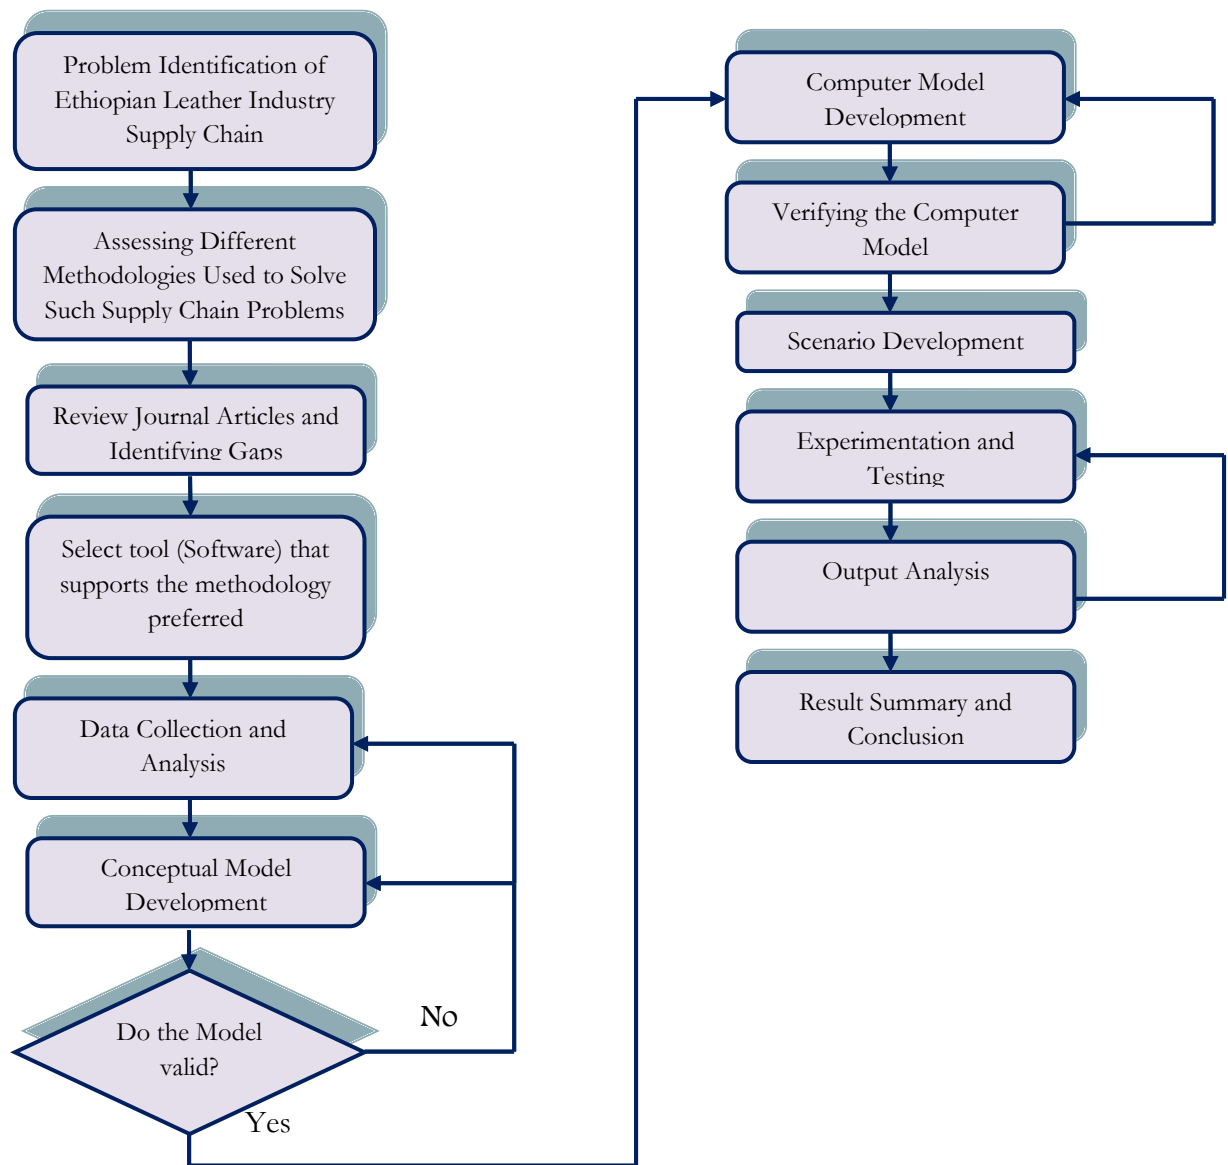 Problem Identification of
Ethiopian Leather Industry
Supply Chain
Assessing Different
Methodologies Used to Solve
Such Supply Chain Problems
Review Journal Articles and
Identifying Gaps
Select tool (Software) that
supports the methodology
preferred
Data Collection and
Analysis
Conceptual Model
Development
Do the Model
valid?
No
Yes
Computer Model
Development
Verifying the Computer
Model
Scenario Development
Experimentation and
Testing
Output Analysis
Result Summary and
Conclusion